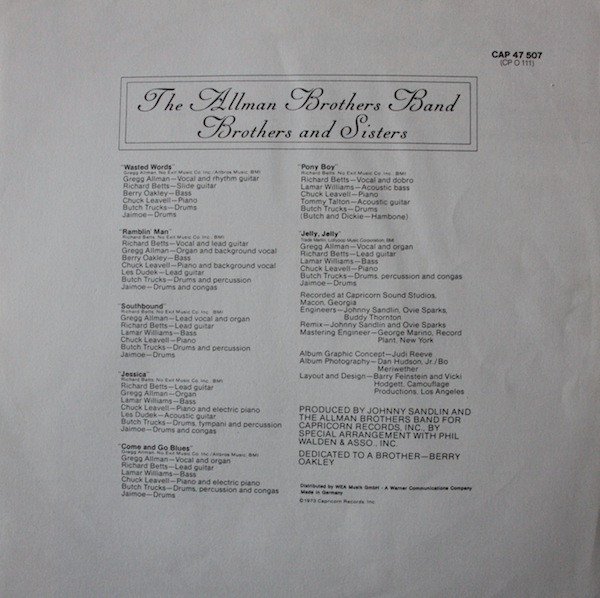 CAP 47 507
(CP O 111)
The Allman Brothers Band
Brothers and Sisters
"Wasted Words"
Gregg Allman, No Exit Music Co. Inc. /Allbros Music, BMI
Gregg Allman—Vocal and rhythm guitar
Richard Betts—Slide guitar
Berry Oakley—Bass
Chuck Leavell—Piano
Butch Trucks—Drums
Jaimoe—Drums
"Ramblin' Man"
Richard Betts, No Exit Music Co. Inc. BMI
Richard Betts—Vocal and lead guitar
Gregg Allman—Organ and background vocal
Berry Oakley—Bass
Chuck Leavell—Piano and background vocal
Les Dudek—Lead guitar
Butch Trucks—Drums and percussion
Jaimoe—Drums and congas
"Southbound"
Richard Betts, No Exit Music Co. Inc. BMI
Gregg Allman—Lead vocal and organ
Richard Betts—Lead guitar
Lamar Williams—Bass
Chuck Leavell—Piano
Butch Trucks—Drums and percussion
Jaimoe—Drums
"Jessica"
Richard Betts, No Exit Music Co. Inc. BMI
Richard Betts—Lead guitar
Gregg Allman—Organ
Lamar Williams—Bass
Chuck Leavell—Piano and electric piano
Les Dudek—Acoustic guitar
Butch Trucks—Drums, tympani and percussion
Jaimoe—Drums and congas
"Come and Go Blues"
Gregg Allman, No Exit Music Co. Inc./Allbros Music, BMI
Gregg Allman—Vocal and organ
Richard Betts—Lead guitar
Lamar Williams—Bass
Chuck Leavell—Piano and electric piano
Butch Trucks—Drums, percussion and congas
Jaimoe—Drums
"Pony Boy"
Richard Betts, No Exit Music Co. Inc. BMI
Richard Betts—Vocal and dobro
Lamar Williams—Acoustic bass
Chuck Leavell—Piano
Tommy Talton—Acoustic guitar
Butch Trucks—Drums
(Butch and Dickie—Hambone)
"Jelly, Jelly"
Trade Martin, Lollipop Music Corporation, BMI
Gregg Allman—Vocal and organ
Richard Betts—Lead guitar
Lamar Williams—Bass
Chuck Leavell—Piano
Butch Trucks—Drums, percussion and congas
Jaimoe—Drums
Recorded at Capricorn Sound Studios,
Macon, Georgia
Engineers—Johnny Sandlin, Ovie Sparks,
Buddy Thornton
Remix—Johnny Sandlin and Ovie Sparks
Mastering Engineer—George Marino, Record
Plant, New York
Album Graphic Concept—Judi Reeve
Album Photography—Dan Hudson, Jr./Bo
Meriwether
Layout and Design—Barry Feinstein and Vicki
Hodgett, Camouflage
Productions, Los Angeles
PRODUCED BY JOHNNY SANDLIN AND
THE ALLMAN BROTHERS BAND FOR
CAPRICORN RECORDS, INC., BY
SPECIAL ARRANGEMENT WITH PHIL
WALDEN & ASSO., INC.
DEDICATED TO A BROTHER—BERRY
OAKLEY
Distributed by WEA Musik GmbH - A Warner Communications Company
Made in Germany
©1973 Capricorn Records, Inc.